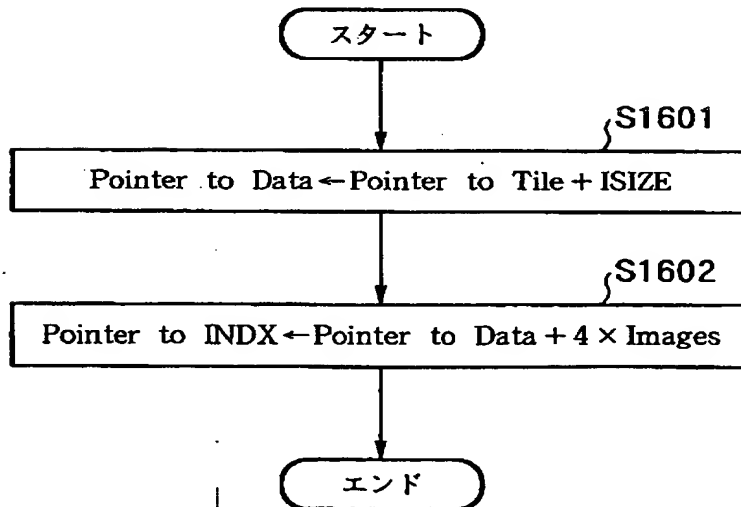 スタート
S1601
Pointer to Data←Pointer to Tile+ISIZE
S1602
Pointer to INDX←Pointer to Data+4×Images
エンド